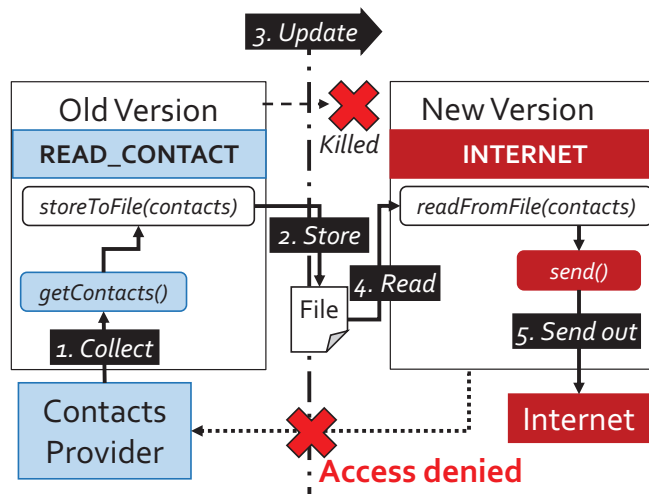 3. Update
Old Version
New Version
Killed
READ_CONTACT
INTERNET
storeToFile(contacts)
readFromFile(contacts)
2. Store
getContacts()
File
4. Read
send()
1. Collect
5. Send out
Contacts
Provider
Internet
Access denied